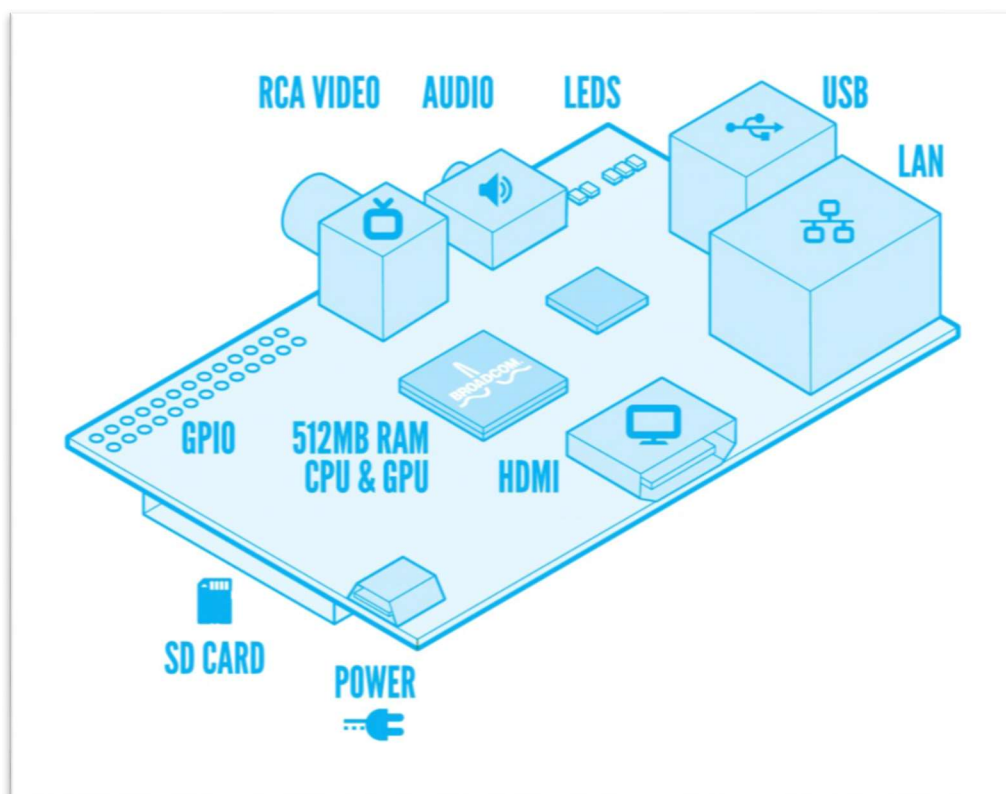 RCA VIDEO
AUDIO
LEDS
USB
LAN
BROADCOM
GPIO
512MB RAM
CPU & GPU
HDMI
SD CARD
POWER